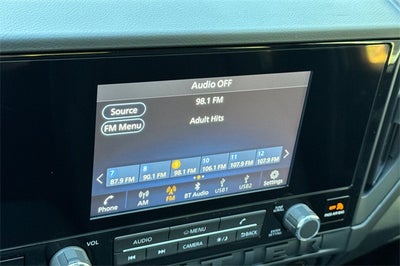 Audio OFF
Source
98.1 FM
FM Menu
Adult Hits
7 8 9 10 11 12
87.9 FM 90.1 FM 98.1 FM 106.1 FM 107.9 FM 107.9 FM
Phone AM FM BT Audio USB1 USB2 Settings
VOL AUDIO MENU
CAMERA BACK